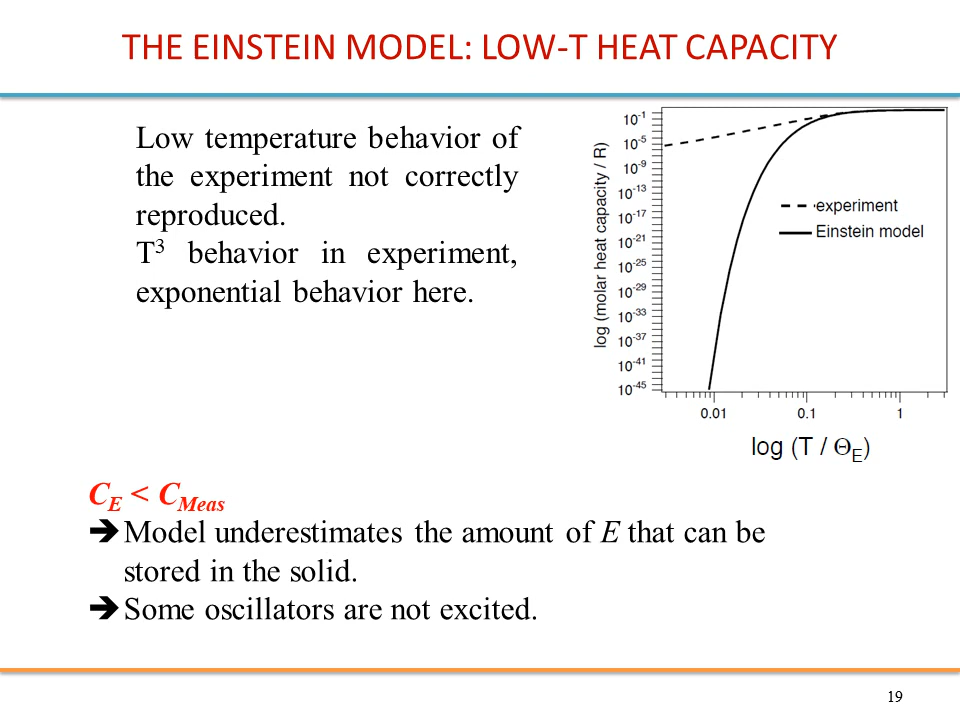 THE EINSTEIN MODEL: LOW-T HEAT CAPACITY
Low temperature behavior of
the experiment not correctly
reproduced.
T³ behavior in experiment,
exponential behavior here.
log (molar heat capacity / R)
10⁻¹
10⁻⁵
10⁻⁹
10⁻¹³
10⁻¹⁷
10⁻²¹
10⁻²⁵
10⁻²⁹
10⁻³³
10⁻³⁷
10⁻⁴¹
10⁻⁴⁵
experiment
Einstein model
0.01 0.1 1
log (T / Θ_E)
C_E < C_Meas
➔ Model underestimates the amount of E that can be
stored in the solid.
➔ Some oscillators are not excited.
19